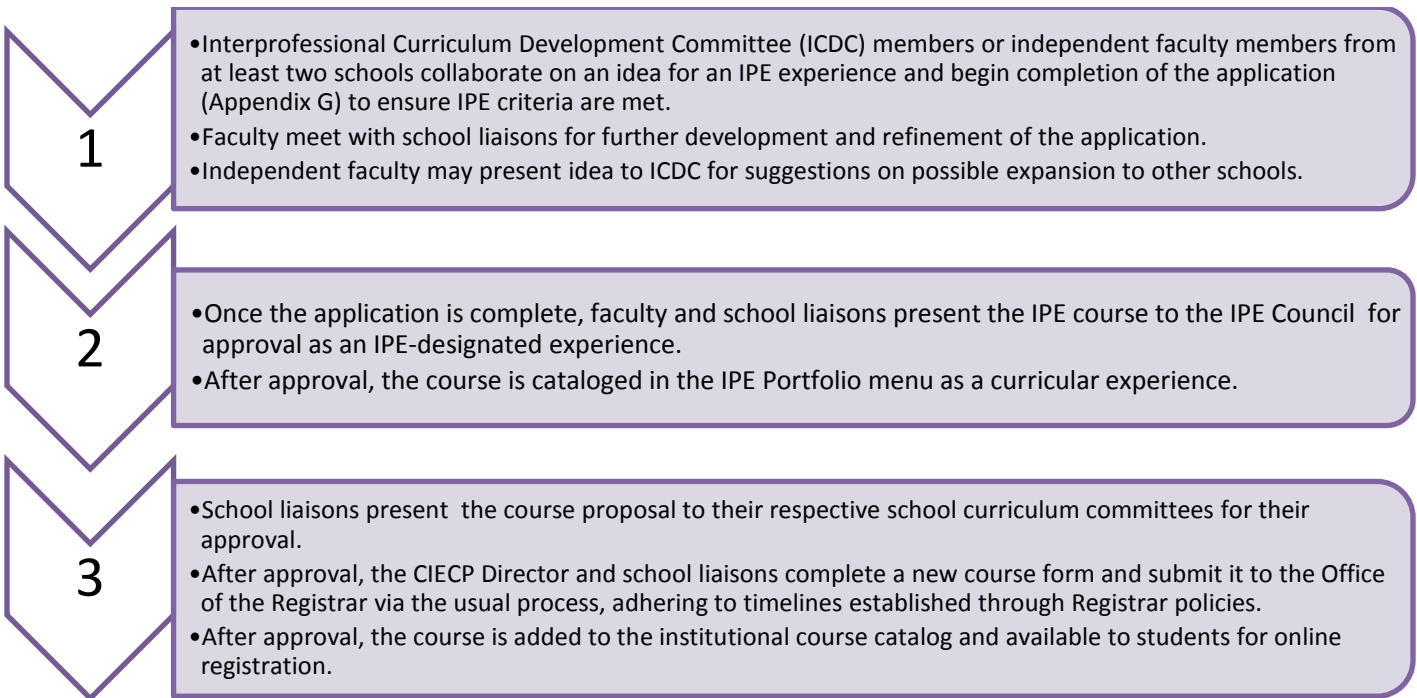 1
•Interprofessional Curriculum Development Committee (ICDC) members or independent faculty members from
at least two schools collaborate on an idea for an IPE experience and begin completion of the application
(Appendix G) to ensure IPE criteria are met.
•Faculty meet with school liaisons for further development and refinement of the application.
•Independent faculty may present idea to ICDC for suggestions on possible expansion to other schools.
2
•Once the application is complete, faculty and school liaisons present the IPE course to the IPE Council for
approval as an IPE-designated experience.
•After approval, the course is cataloged in the IPE Portfolio menu as a curricular experience.
3
•School liaisons present the course proposal to their respective school curriculum committees for their
approval.
•After approval, the CIECP Director and school liaisons complete a new course form and submit it to the Office
of the Registrar via the usual process, adhering to timelines established through Registrar policies.
•After approval, the course is added to the institutional course catalog and available to students for online
registration.